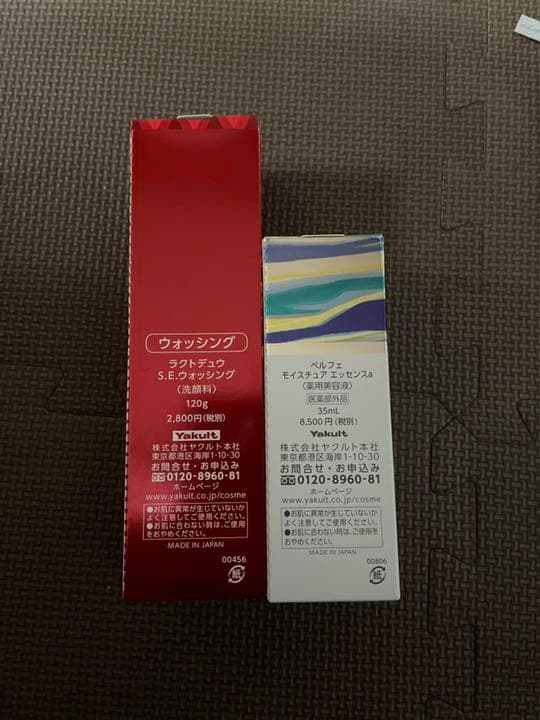 ウォッシング
ラクトデュウ
S.E.ウォッシング
〈洗顔料〉
120g
2,800円(税別)
Yakult
株式会社ヤクルト本社
東京都港区海岸1-10-30
お問合せ・お申込み
0120-8960-81
ホームページ
www.yakult.co.jp/cosme
●お肌に異常が生じていないか
よく注意してご使用ください。
●お肌に合わない時は、ご使用
をおやめください。
MADE IN JAPAN
00456
紙
ベルフェ
モイスチュア エッセンスa
〈薬用美容液〉
医薬部外品
35mL
8,500円(税別)
Yakult
株式会社ヤクルト本社
東京都港区海岸1-10-30
お問合せ・お申込み
0120-8960-81
ホームページ
www.yakult.co.jp/cosme
●お肌に異常が生じていないか
よく注意してご使用ください。
●お肌に合わない時は、ご使用
をおやめください。
MADE IN JAPAN
00806
紙